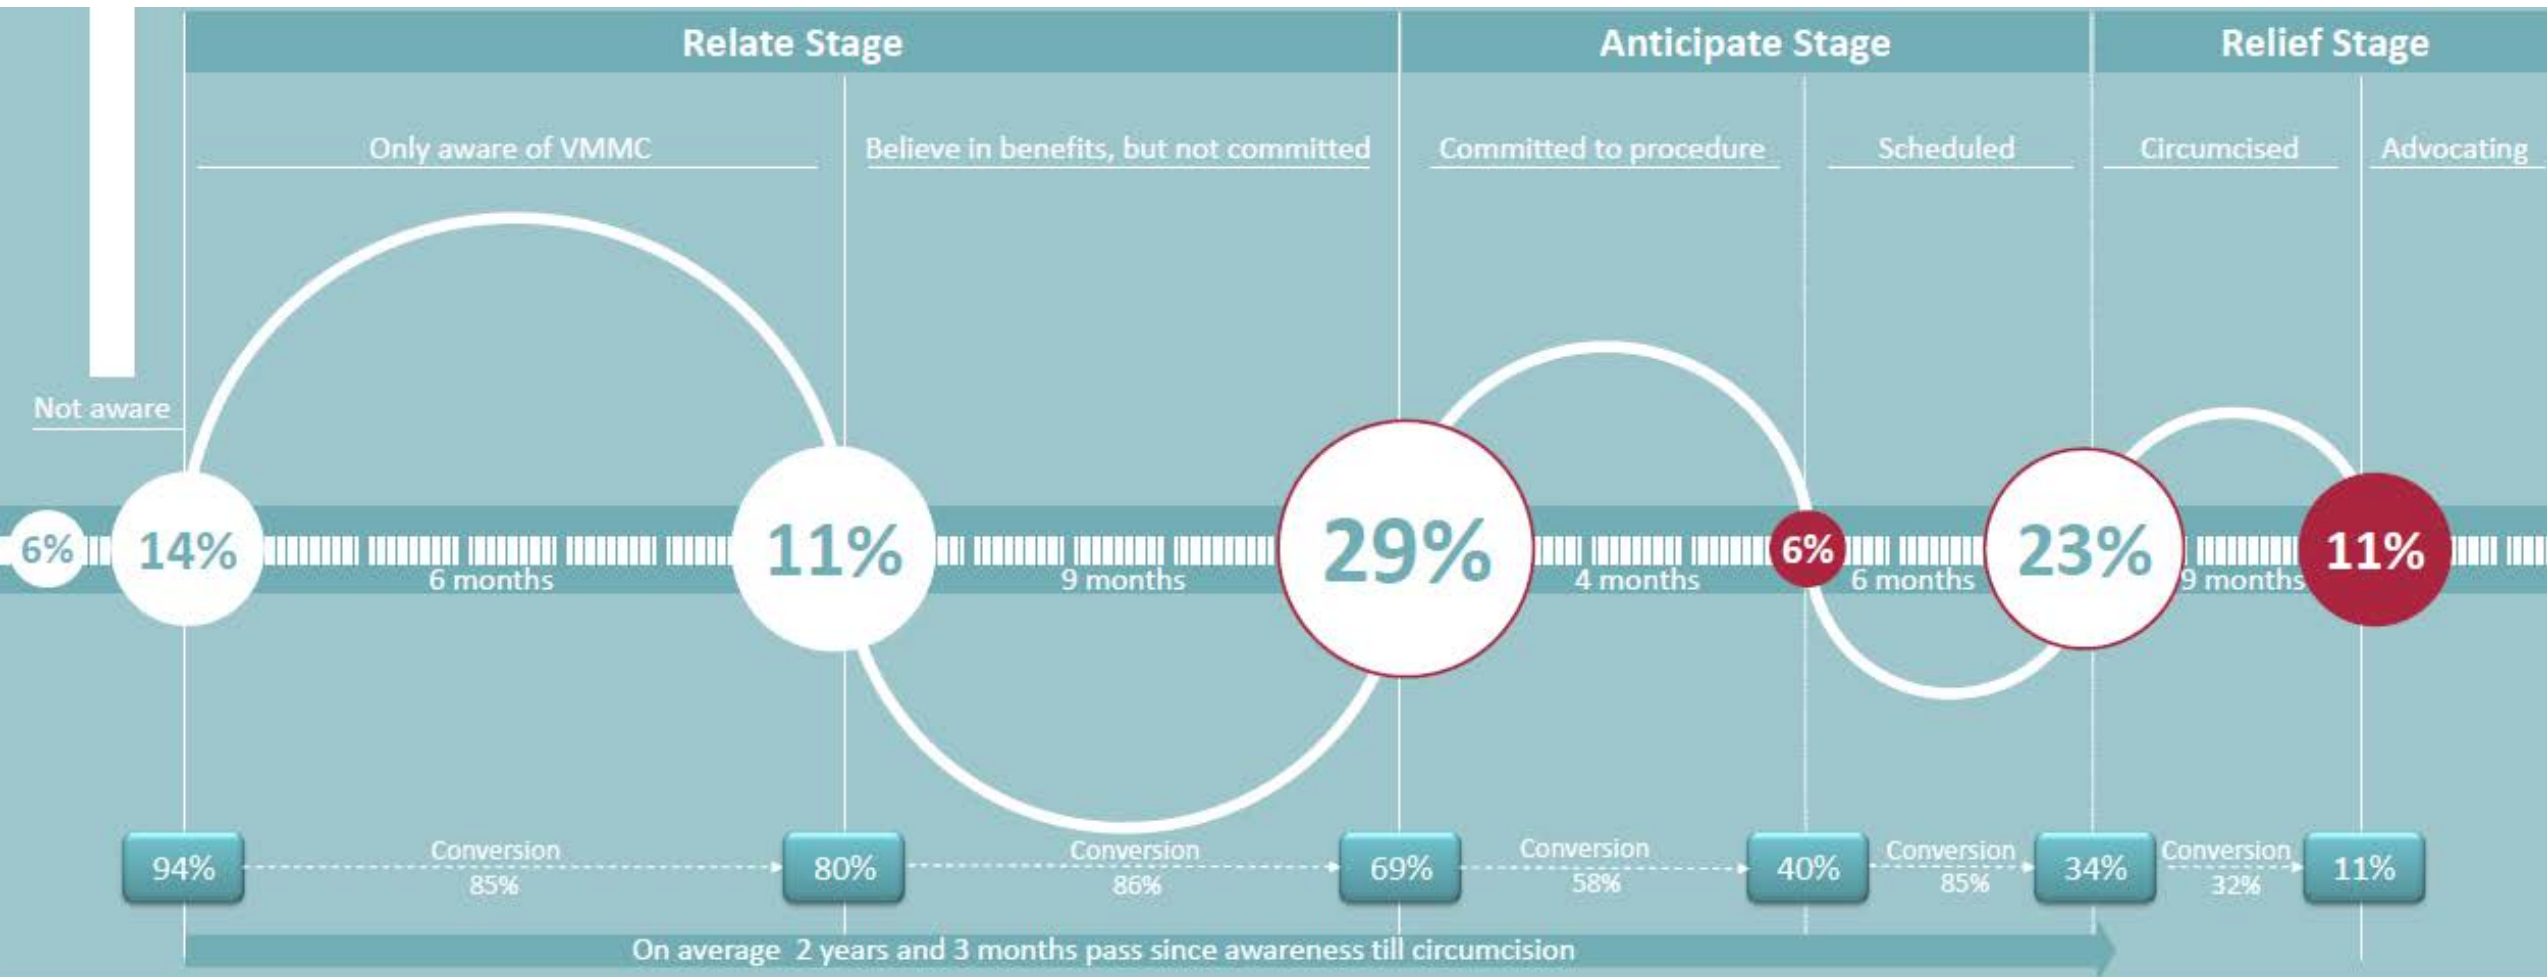 Relate Stage
Anticipate Stage
Relief Stage
Only aware of VMMC
Believe in benefits, but not committed
Committed to procedure
Scheduled
Circumcised
Advocating
Not aware
6%
14%
11%
29%
6%
23%
11%
6 months
9 months
4 months
6 months
9 months
94%
Conversion
85%
80%
Conversion
86%
69%
Conversion
58%
40%
Conversion
85%
34%
Conversion
32%
11%
On average 2 years and 3 months pass since awareness till circumcision